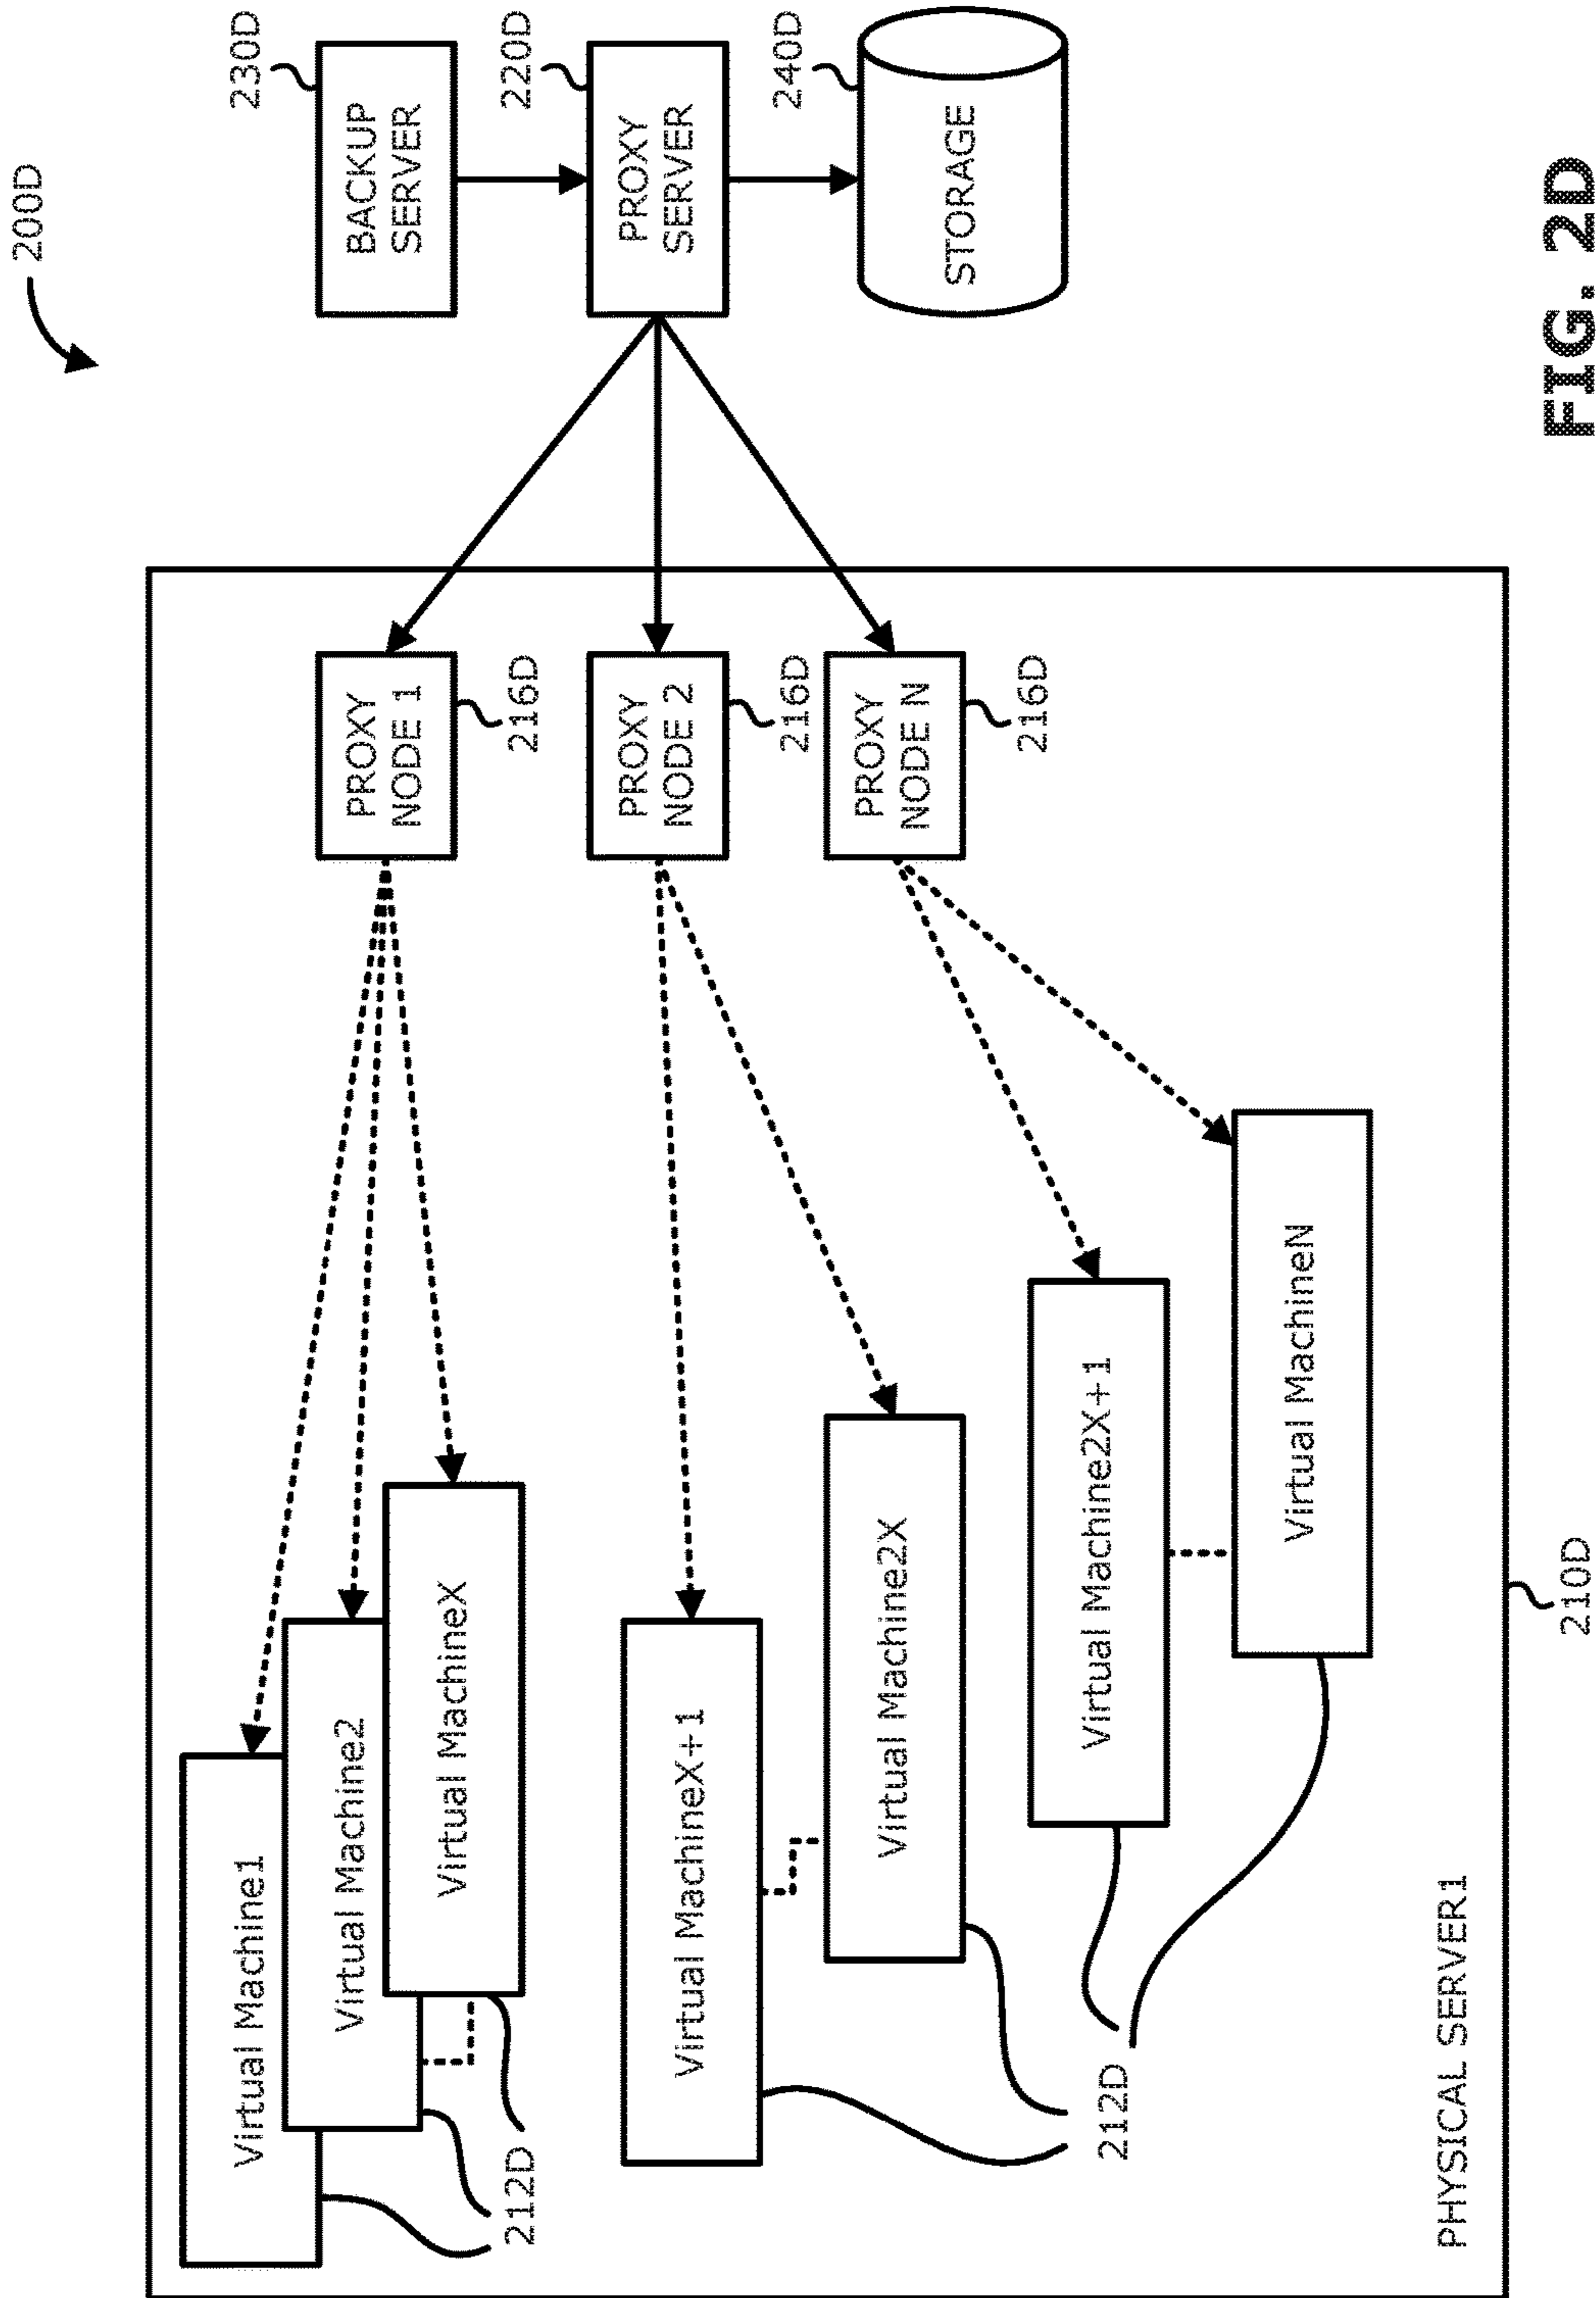 200D
BACKUP
SERVER
230D
PROXY
SERVER
220D
STORAGE
240D
PROXY
NODE 1
216D
PROXY
NODE 2
216D
PROXY
NODE N
216D
Virtual Machine1
Virtual Machine2
Virtual MachineX
212D
Virtual MachineX+1
Virtual Machine2X
212D
Virtual Machine2X+1
Virtual MachineN
PHYSICAL SERVER1
210D
FIG. 2D